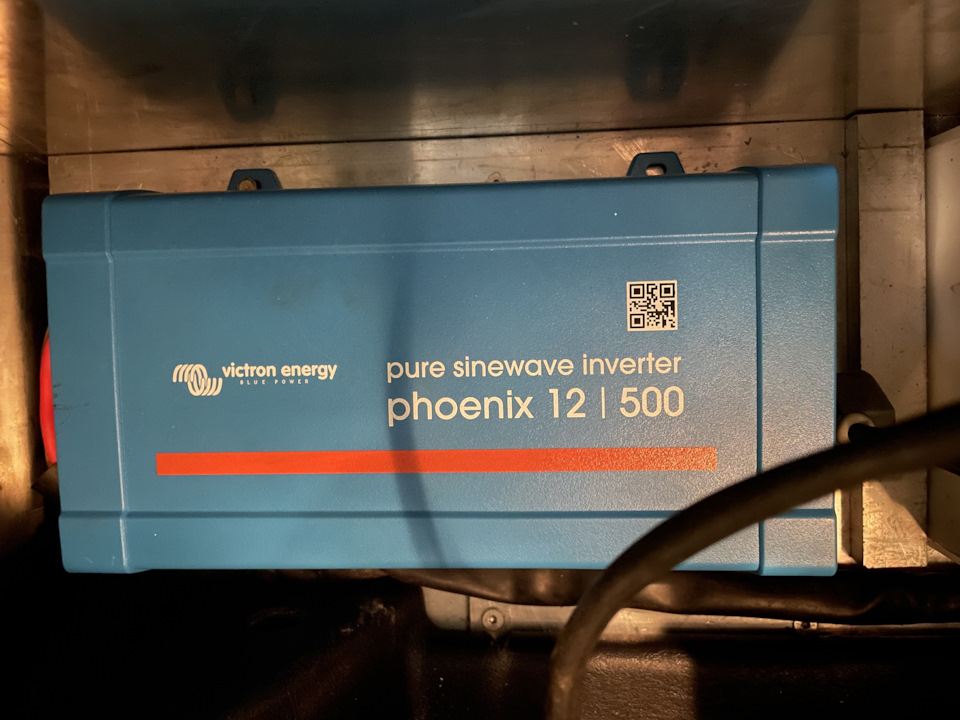 victron energy
BLUE POWER
pure sinewave inverter
phoenix 12 | 500